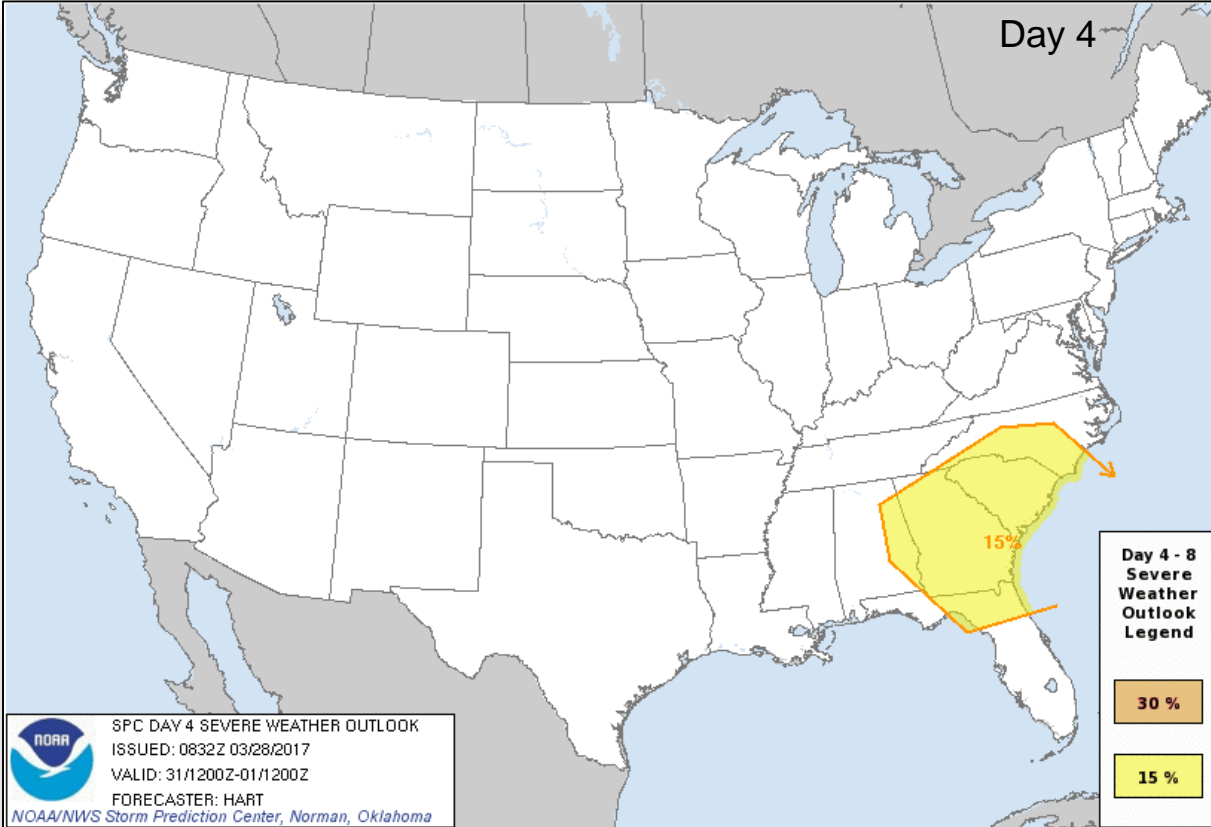 Day 4
15%
Day 4 - 8
Severe
Weather
Outlook
Legend
30 %
15 %
NOAA
SPC DAY 4 SEVERE WEATHER OUTLOOK
ISSUED: 0832Z 03/28/2017
VALID: 31/1200Z-01/1200Z
FORECASTER: HART
NOAA/NWS Storm Prediction Center, Norman, Oklahoma